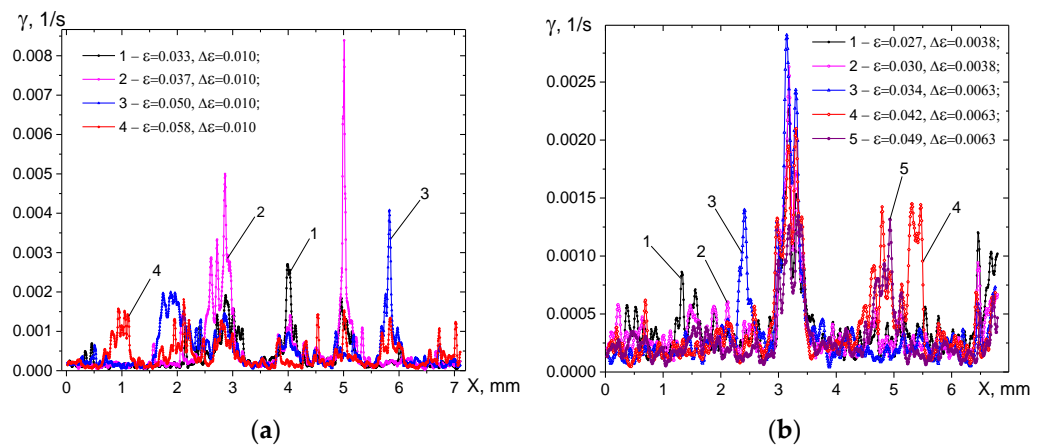 γ, 1/s
0.008
0.007
0.006
0.005
0.004
0.003
0.002
0.001
0.000
1 – ε=0.033, Δε=0.010;
2 – ε=0.037, Δε=0.010;
3 – ε=0.050, Δε=0.010;
4 – ε=0.058, Δε=0.010
4
2
1
3
0 1 2 3 4 5 6 7
X, mm
(a)
γ, 1/s
0.0025
0.0020
0.0015
0.0010
0.0005
0.0000
1 – ε=0.027, Δε=0.0038;
2 – ε=0.030, Δε=0.0038;
3 – ε=0.034, Δε=0.0063;
4 – ε=0.042, Δε=0.0063;
5 – ε=0.049, Δε=0.0063
1
2
3
5
4
0 1 2 3 4 5 6
X, mm
(b)